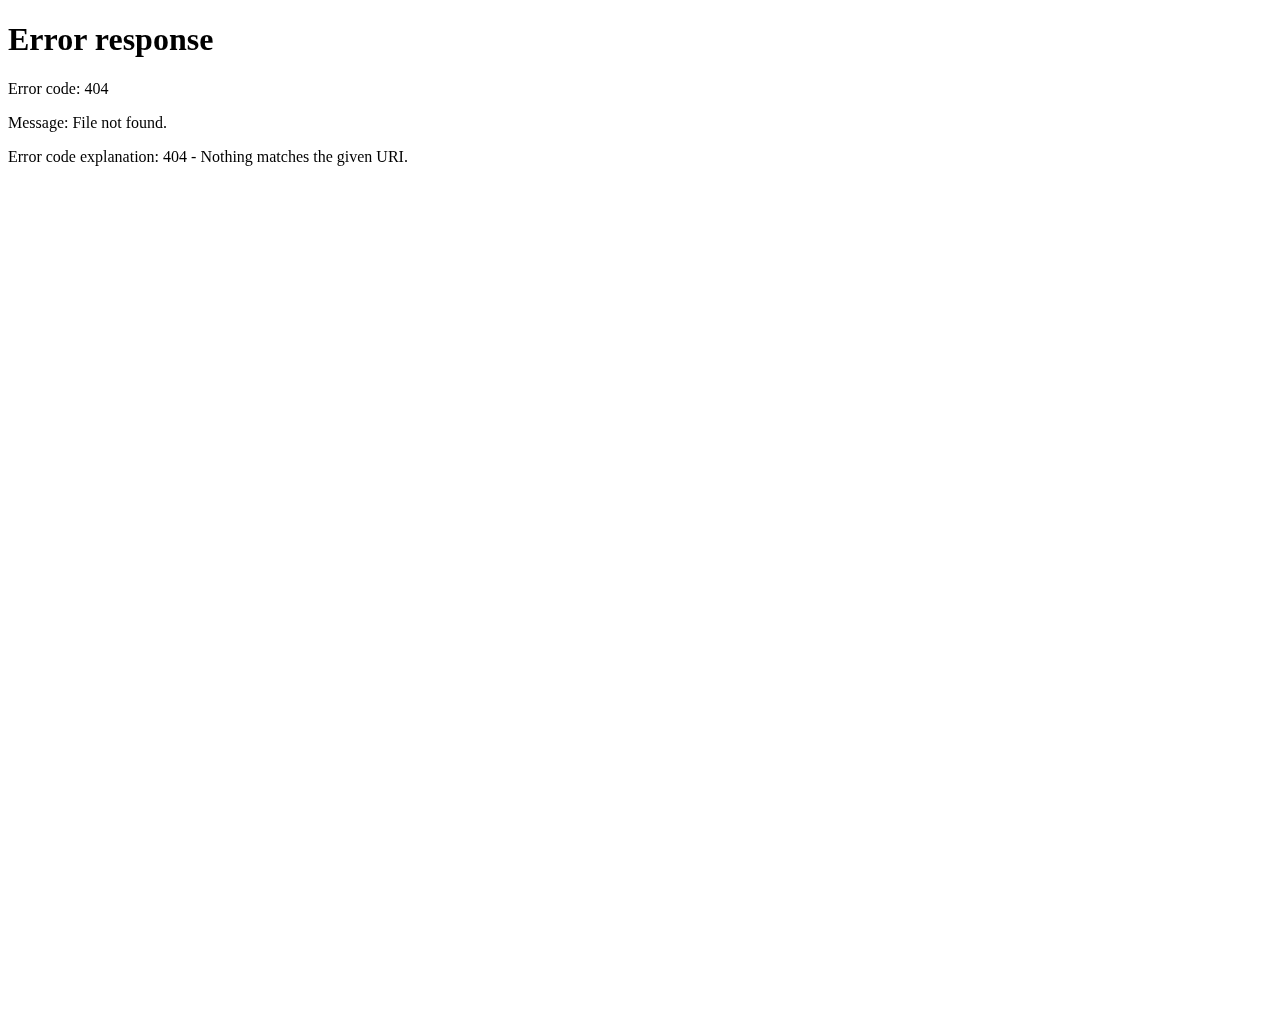 Error response
Error code: 404
Message: File not found.
Error code explanation: 404 - Nothing matches the given URI.